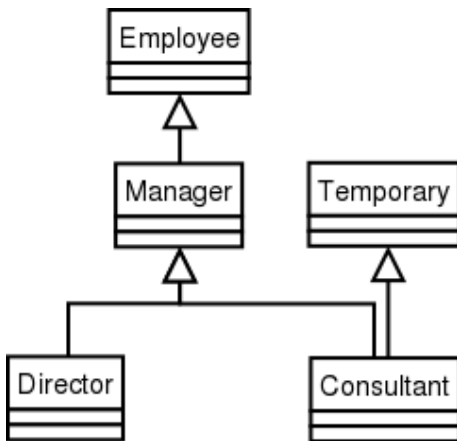 Employee
Manager
Temporary
Director
Consultant